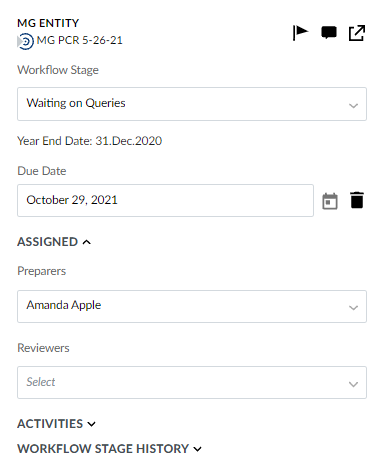 MG ENTITY
MG PCR 5-26-21
Workflow Stage
Waiting on Queries
Year End Date: 31.Dec.2020
Due Date
October 29, 2021
ASSIGNED
Preparers
Amanda Apple
Reviewers
Select
ACTIVITIES
WORKFLOW STAGE HISTORY